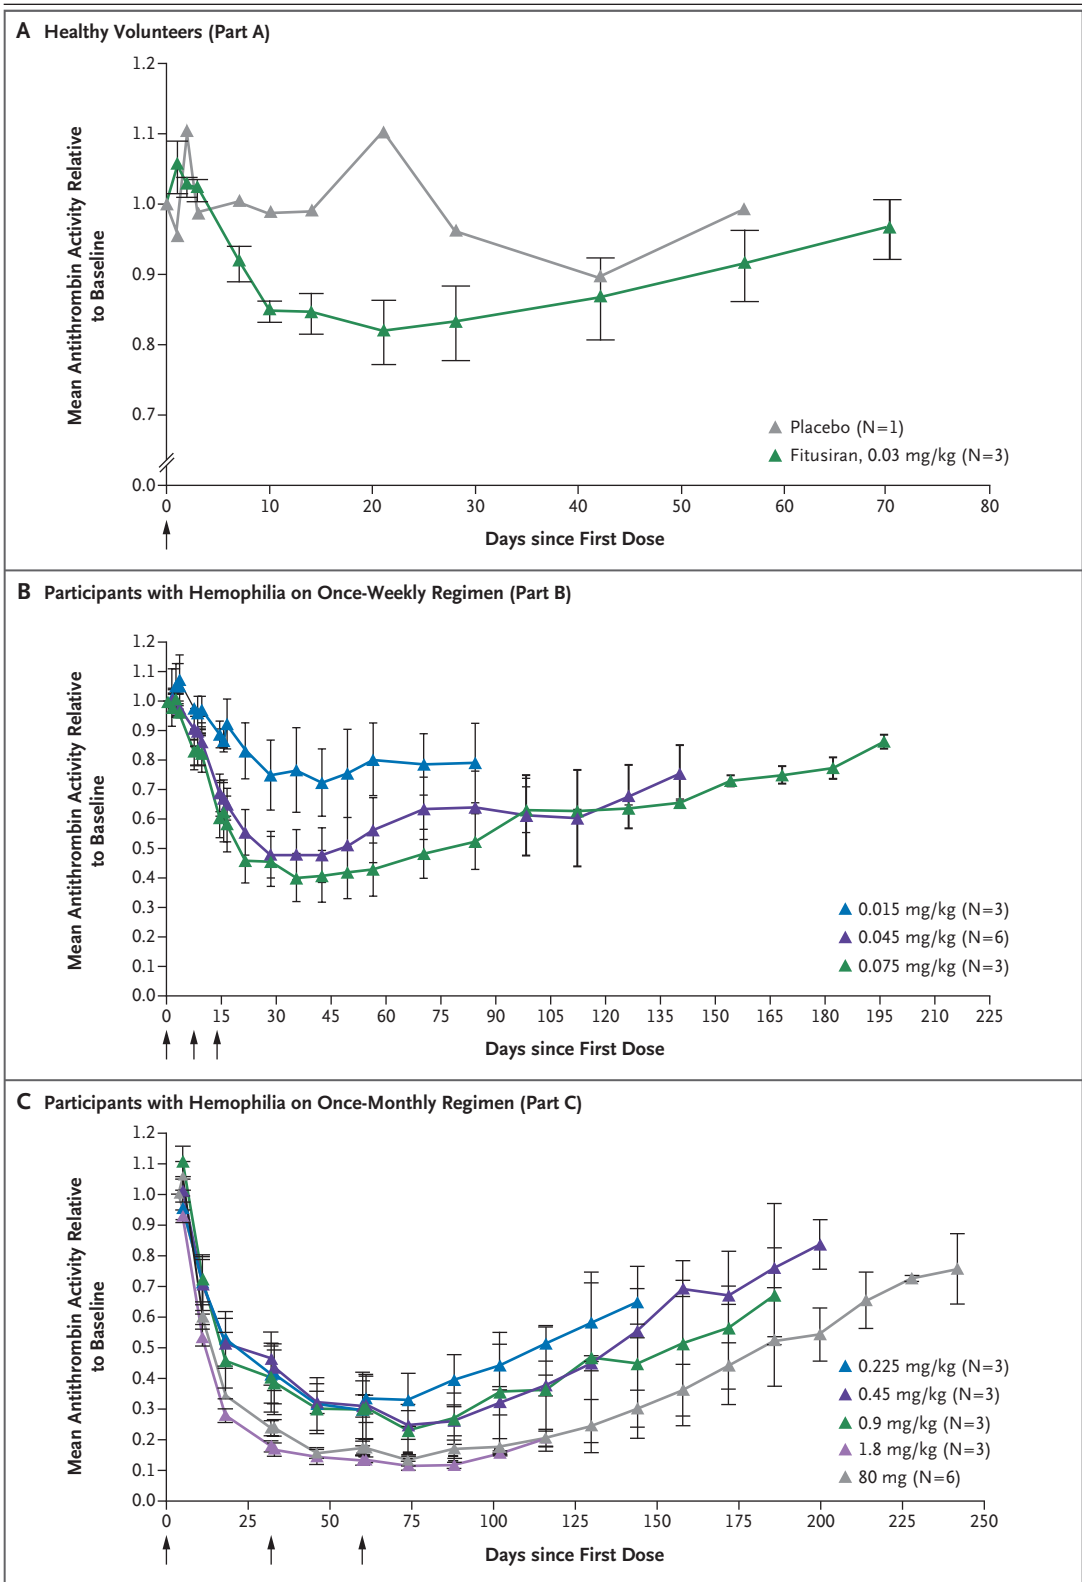 A Healthy Volunteers (Part A)
Mean Antithrombin Activity Relative
to Baseline
1.2
1.1
1.0
0.9
0.8
0.7
0.0
0 10 20 30 40 50 60 70 80
Placebo (N=1)
Fitusiran, 0.03 mg/kg (N=3)
Days since First Dose
B Participants with Hemophilia on Once-Weekly Regimen (Part B)
Mean Antithrombin Activity Relative
to Baseline
1.2
1.1
1.0
0.9
0.8
0.7
0.6
0.5
0.4
0.3
0.2
0.1
0.0
0.015 mg/kg (N=3)
0.045 mg/kg (N=6)
0.075 mg/kg (N=3)
0 15 30 45 60 75 90 105 120 135 150 165 180 195 210 225
Days since First Dose
C Participants with Hemophilia on Once-Monthly Regimen (Part C)
Mean Antithrombin Activity Relative
to Baseline
1.2
1.1
1.0
0.9
0.8
0.7
0.6
0.5
0.4
0.3
0.2
0.1
0.0
0.225 mg/kg (N=3)
0.45 mg/kg (N=3)
0.9 mg/kg (N=3)
1.8 mg/kg (N=3)
80 mg (N=6)
0 25 50 75 100 125 150 175 200 225 250
Days since First Dose